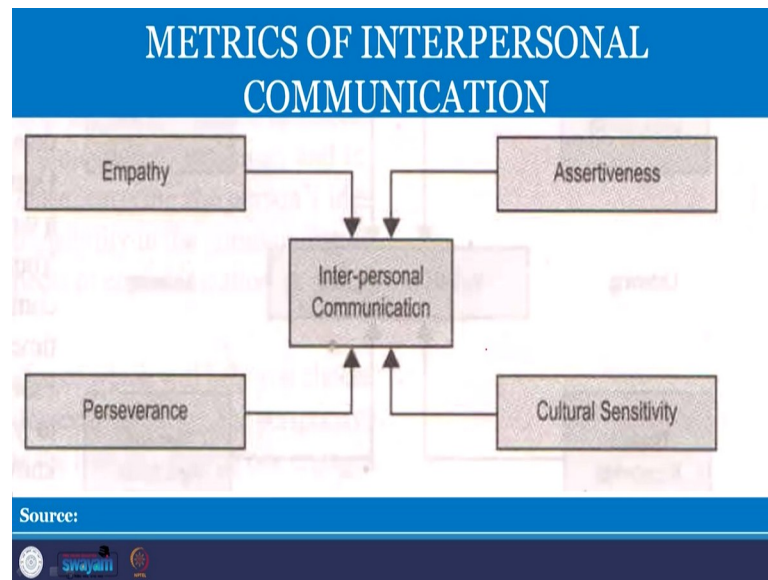 METRICS OF INTERPERSONAL
COMMUNICATION
Empathy
Assertiveness
Inter-personal
Communication
Perseverance
Cultural Sensitivity
Source:
swayam